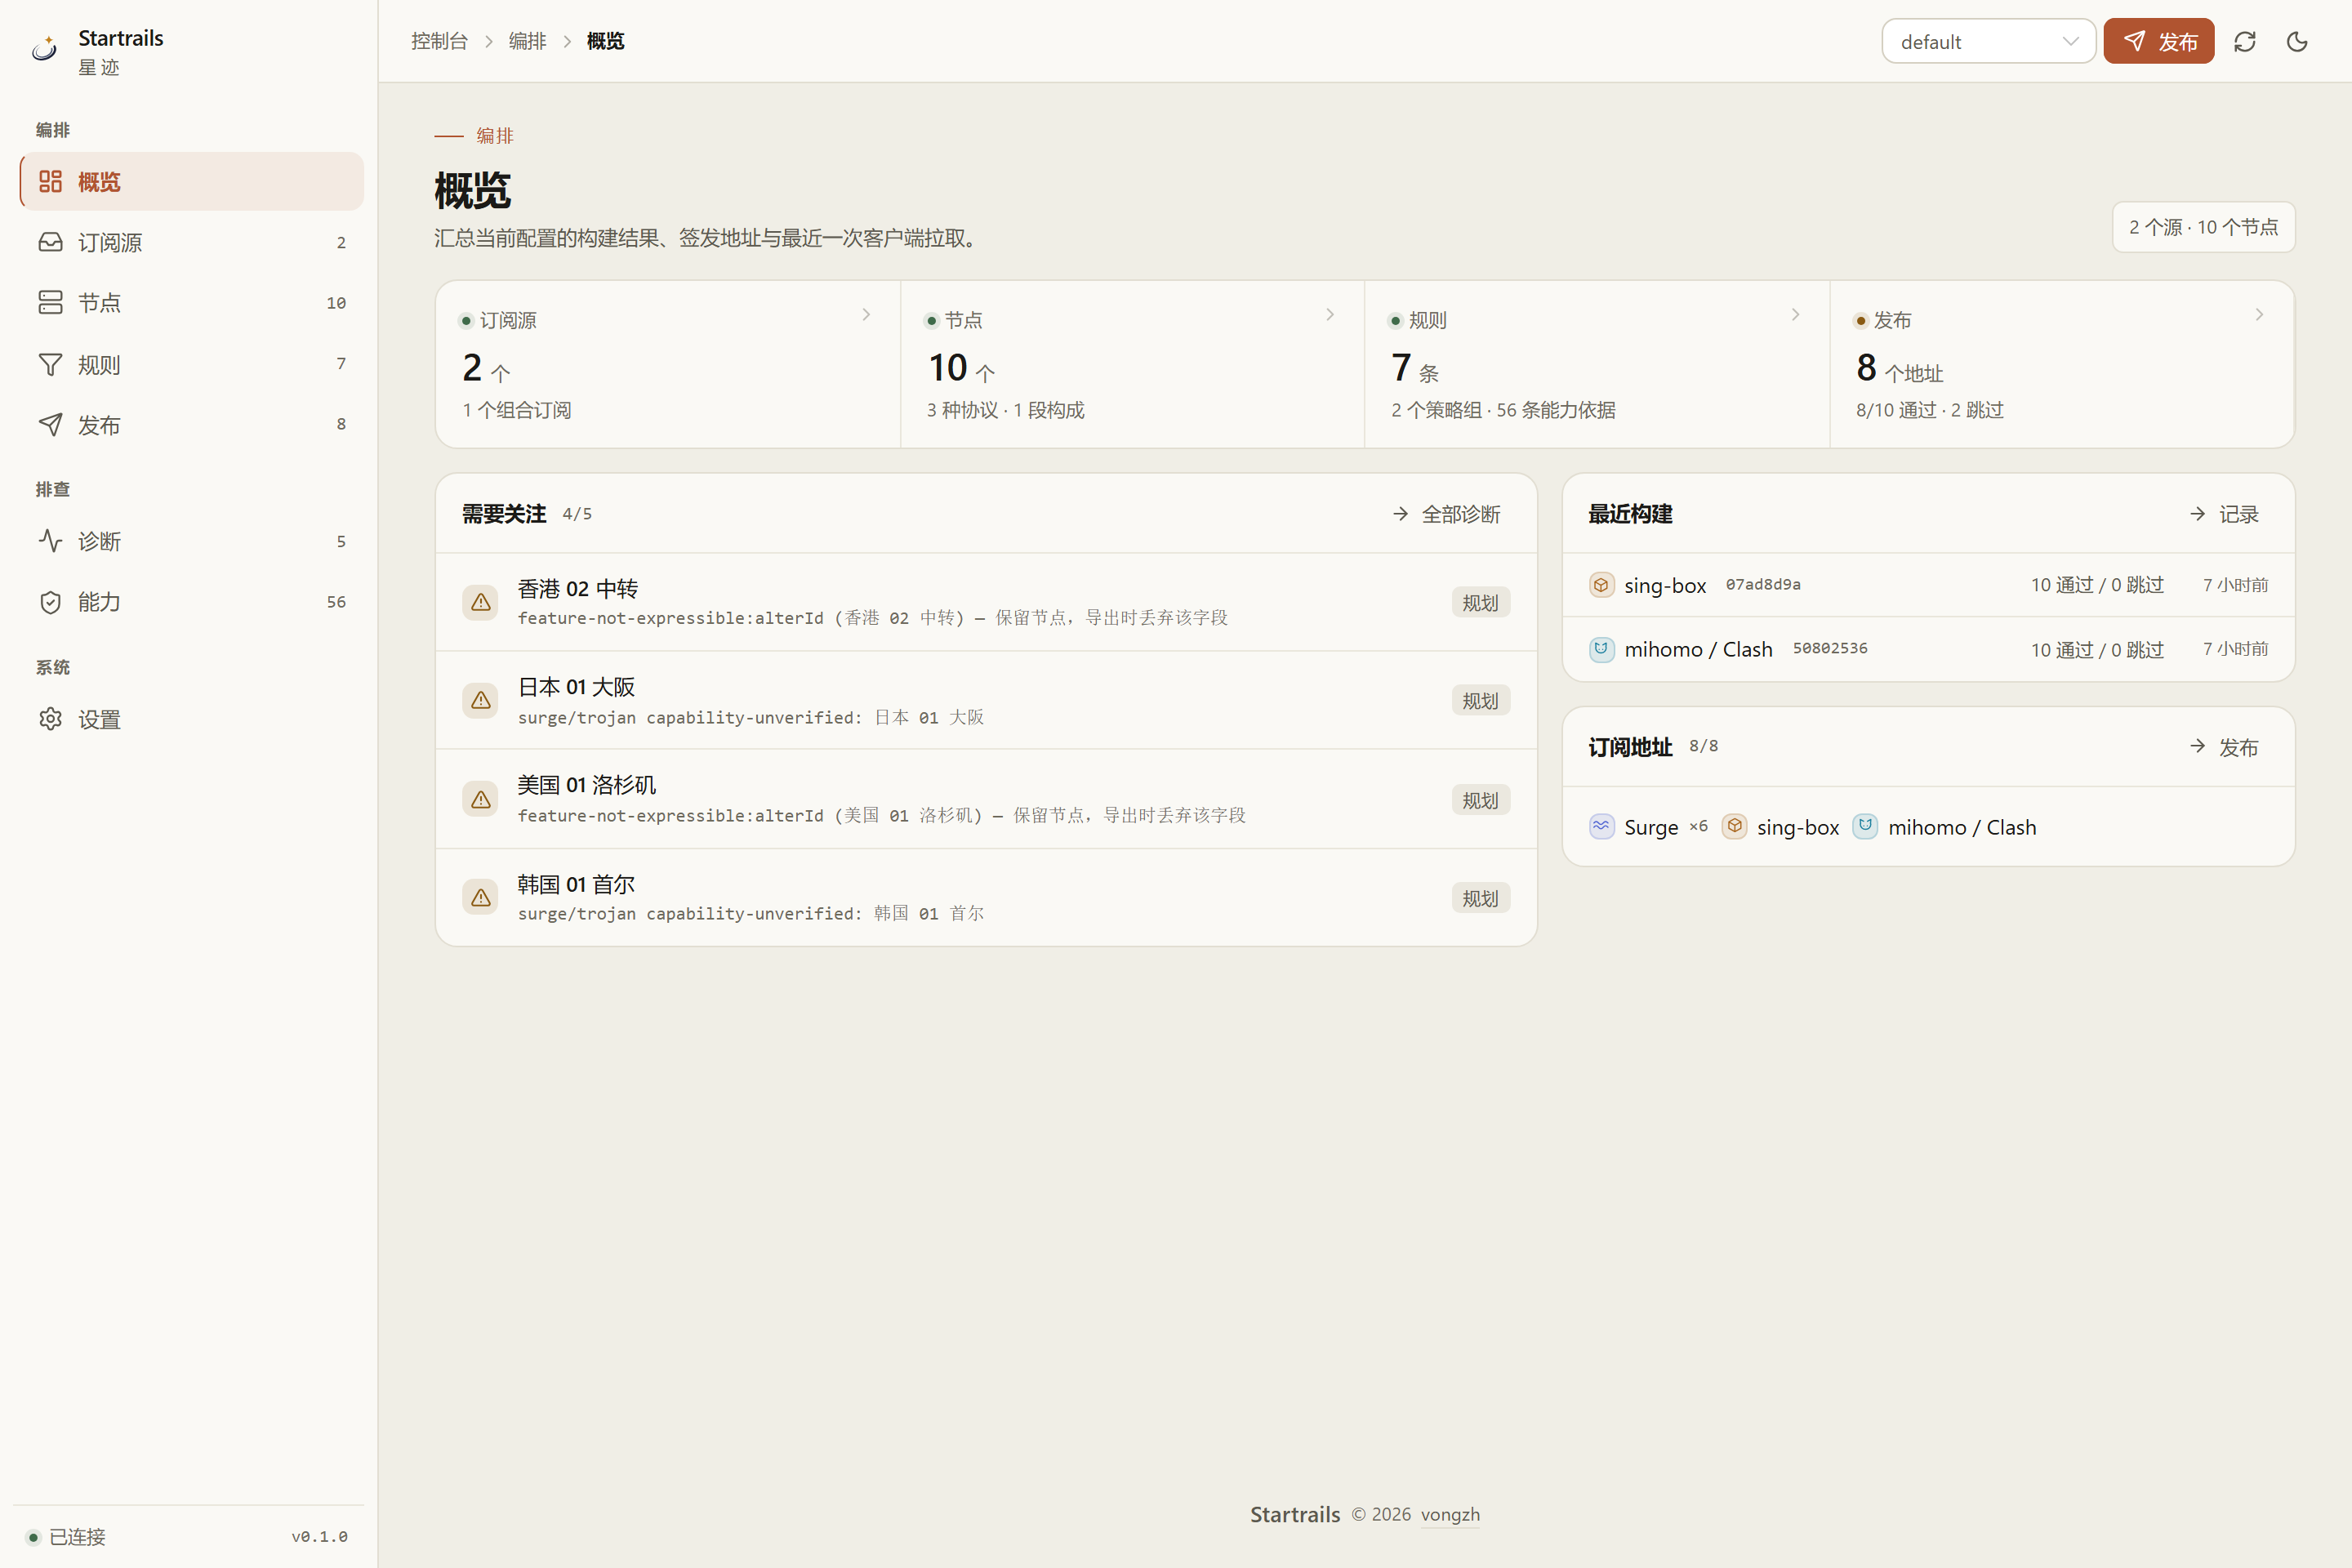 Startrails
星迹
编排
概览
订阅源 2
节点 10
规则 7
发布 8
排查
诊断 5
能力 56
系统
设置
已连接 v0.1.0
控制台 > 编排 > 概览
default
发布
编排
概览
汇总当前配置的构建结果、签发地址与最近一次客户端拉取。
2 个源 · 10 个节点
订阅源
2 个
1 个组合订阅
节点
10 个
3 种协议 · 1 段构成
规则
7 条
2 个策略组 · 56 条能力依据
发布
8 个地址
8/10 通过 · 2 跳过
需要关注 4/5
全部诊断
香港 02 中转
feature-not-expressible:alterId (香港 02 中转) — 保留节点，导出时丢弃该字段
规划
日本 01 大阪
surge/trojan capability-unverified: 日本 01 大阪
规划
美国 01 洛杉矶
feature-not-expressible:alterId (美国 01 洛杉矶) — 保留节点，导出时丢弃该字段
规划
韩国 01 首尔
surge/trojan capability-unverified: 韩国 01 首尔
规划
最近构建
记录
sing-box 07ad8d9a 10 通过 / 0 跳过 7 小时前
mihomo / Clash 50802536 10 通过 / 0 跳过 7 小时前
订阅地址 8/8
发布
Surge ×6 sing-box mihomo / Clash
Startrails © 2026 vongzh